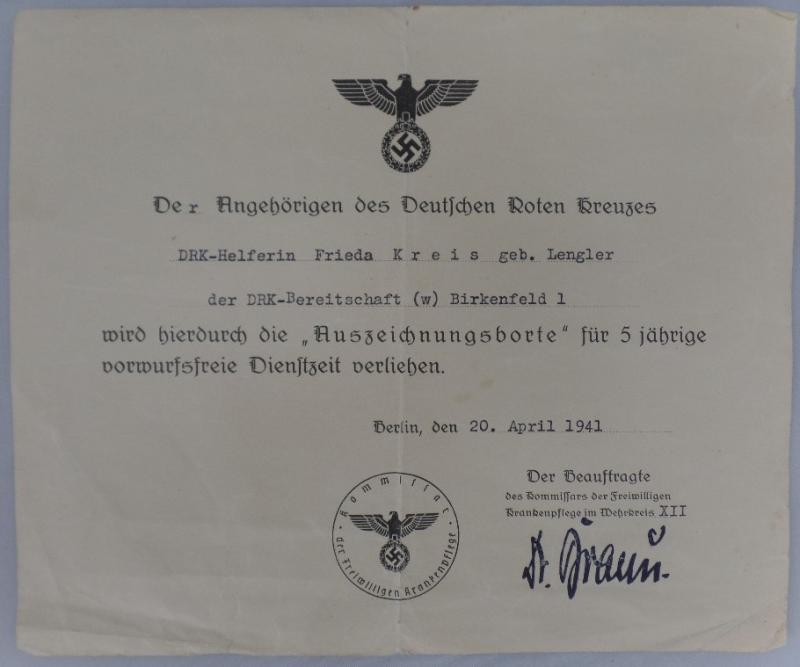 Der Angehörigen des Deutschen Roten Kreuzes
DRK-Helferin Frieda K r e i s geb. Lengler
der DRK-Bereitschaft (w) Birkenfeld 1
wird hierdurch die „Auszeichnungsborte“ für 5 jährige
vorwurfsfreie Dienstzeit verliehen.
Berlin, den 20. April 1941
Der Beauftragte
des Kommissars der Freiwilligen
Krankenpflege im Wehrkreis XII
Dr. Braun.
Kommissar
der Freiwilligen Krankenpflege